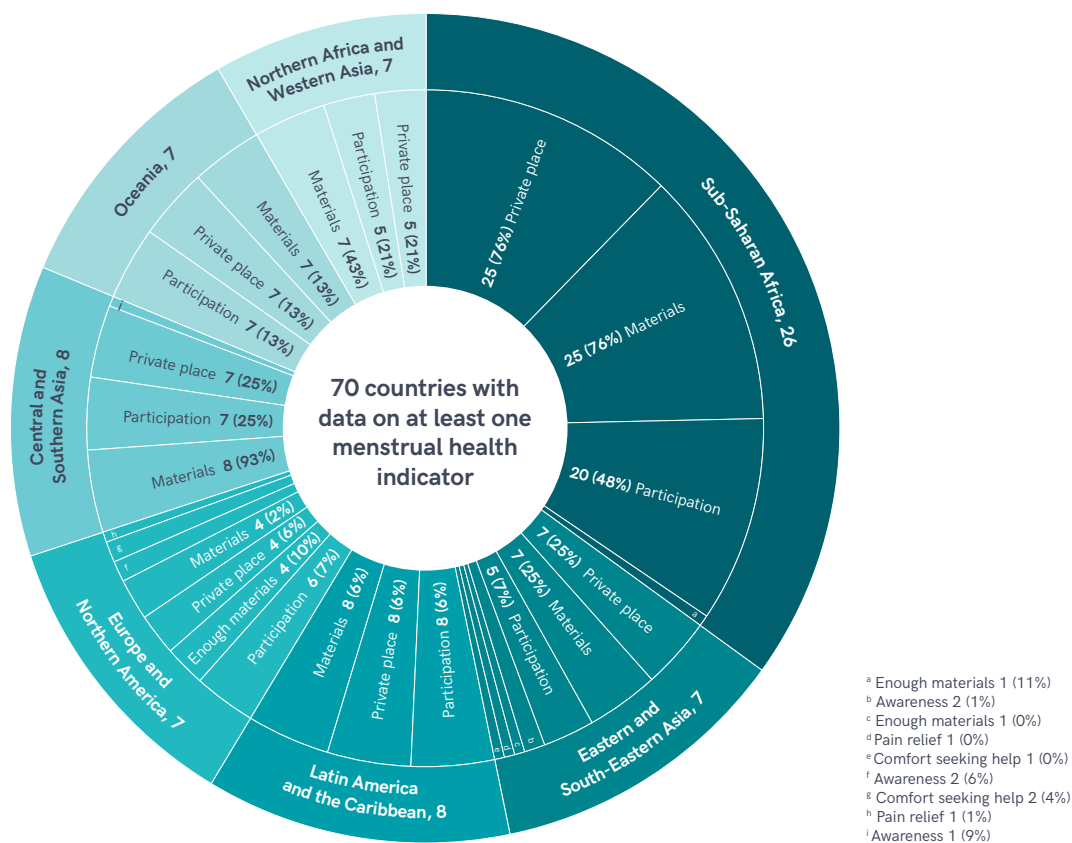 70 countries with
data on at least one
menstrual health
indicator
Sub-Saharan Africa, 26
25 (76%) Private place
25 (76%) Materials
20 (48%) Participation
a
Eastern and
South-Eastern Asia, 7
7 (25%) Private place
7 (25%) Materials
5 (7%) Participation
b
c
d
e
Latin America
and the Caribbean, 8
Participation 8 (6%)
Private place 8 (6%)
Materials 8 (6%)
Europe and
Northern America, 7
Participation 6 (7%)
Enough materials 4 (10%)
Private place 4 (6%)
Materials 4 (2%)
f
g
h
Central and
Southern Asia, 8
Materials 8 (93%)
Participation 7 (25%)
Private place 7 (25%)
i
Oceania, 7
Participation 7 (13%)
Private place 7 (13%)
Materials 7 (13%)
Northern Africa and
Western Asia, 7
Materials 7 (43%)
Participation 5 (21%)
Private place 5 (21%)
a Enough materials 1 (11%)
b Awareness 2 (1%)
c Enough materials 1 (0%)
d Pain relief 1 (0%)
e Comfort seeking help 1 (0%)
f Awareness 2 (6%)
g Comfort seeking help 2 (4%)
h Pain relief 1 (1%)
i Awareness 1 (9%)